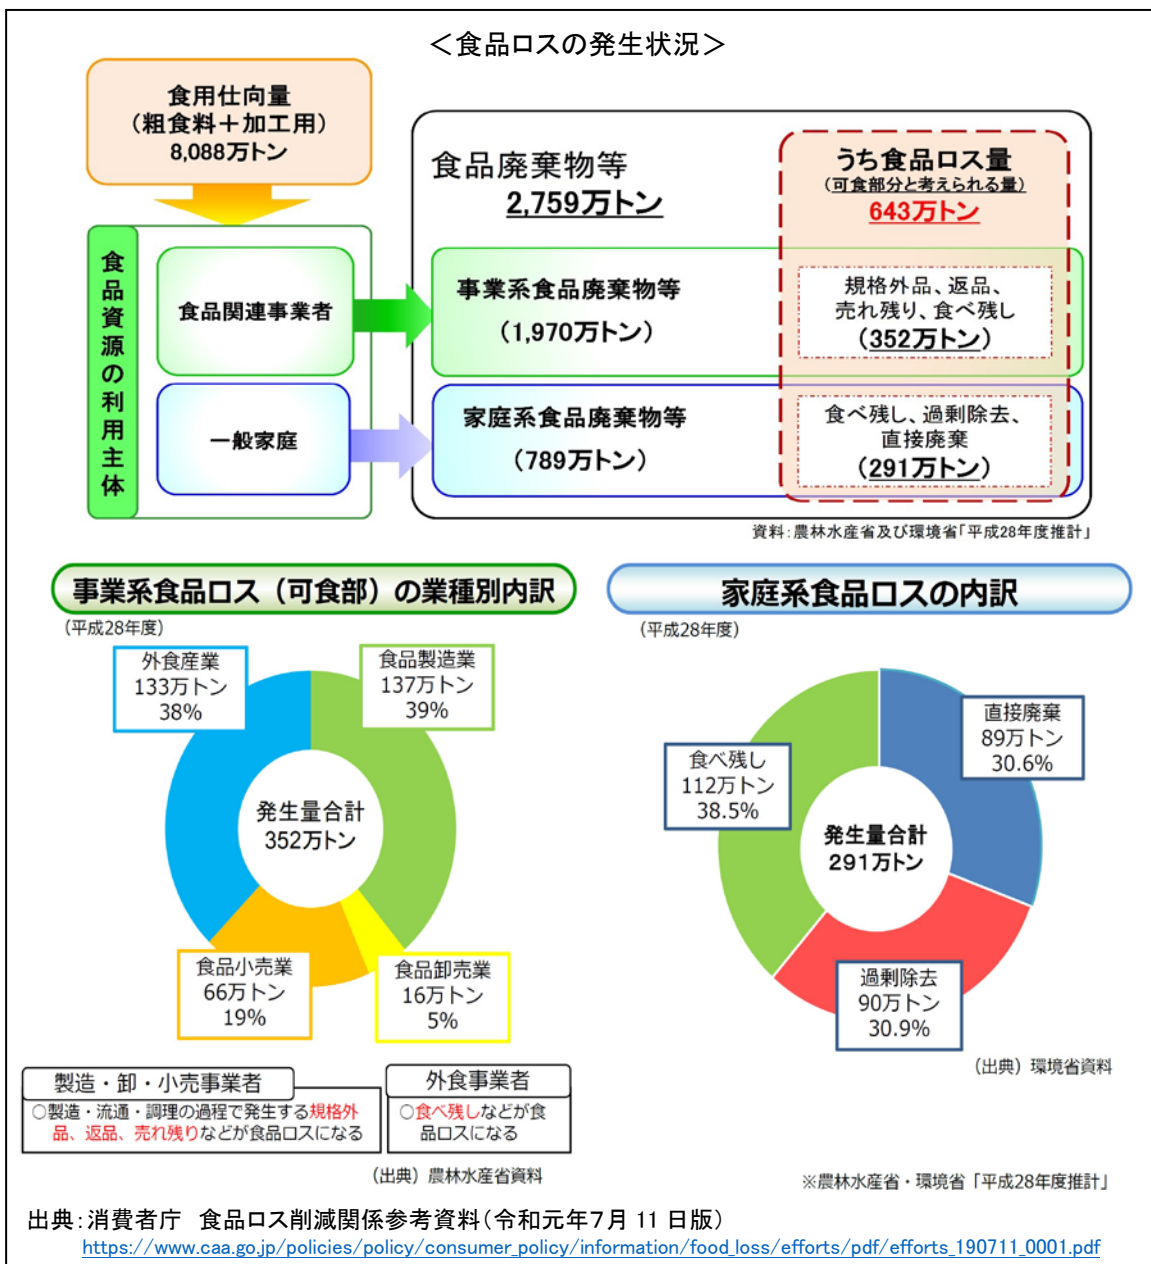 ＜食品ロスの発生状況＞
食用仕向量
（粗食料＋加工用）
8,088万トン
食品資源の利用主体
食品関連事業者
一般家庭
食品廃棄物等
2,759万トン
うち食品ロス量
（可食部分と考えられる量）
643万トン
事業系食品廃棄物等
（1,970万トン）
規格外品、返品、
売れ残り、食べ残し
（352万トン）
家庭系食品廃棄物等
（789万トン）
食べ残し、過剰除去、
直接廃棄
（291万トン）
資料：農林水産省及び環境省「平成28年度推計」
事業系食品ロス（可食部）の業種別内訳
（平成28年度）
外食産業
133万トン
38%
食品製造業
137万トン
39%
発生量合計
352万トン
食品小売業
66万トン
19%
食品卸売業
16万トン
5%
製造・卸・小売事業者
○製造・流通・調理の過程で発生する規格外
品、返品、売れ残りなどが食品ロスになる
外食事業者
○食べ残しなどが食
品ロスになる
（出典）農林水産省資料
家庭系食品ロスの内訳
（平成28年度）
直接廃棄
89万トン
30.6%
食べ残し
112万トン
38.5%
発生量合計
291万トン
過剰除去
90万トン
30.9%
（出典）環境省資料
※農林水産省・環境省「平成28年度推計」
出典：消費者庁　食品ロス削減関係参考資料（令和元年７月 11 日版）
https://www.caa.go.jp/policies/policy/consumer_policy/information/food_loss/efforts/pdf/efforts_190711_0001.pdf